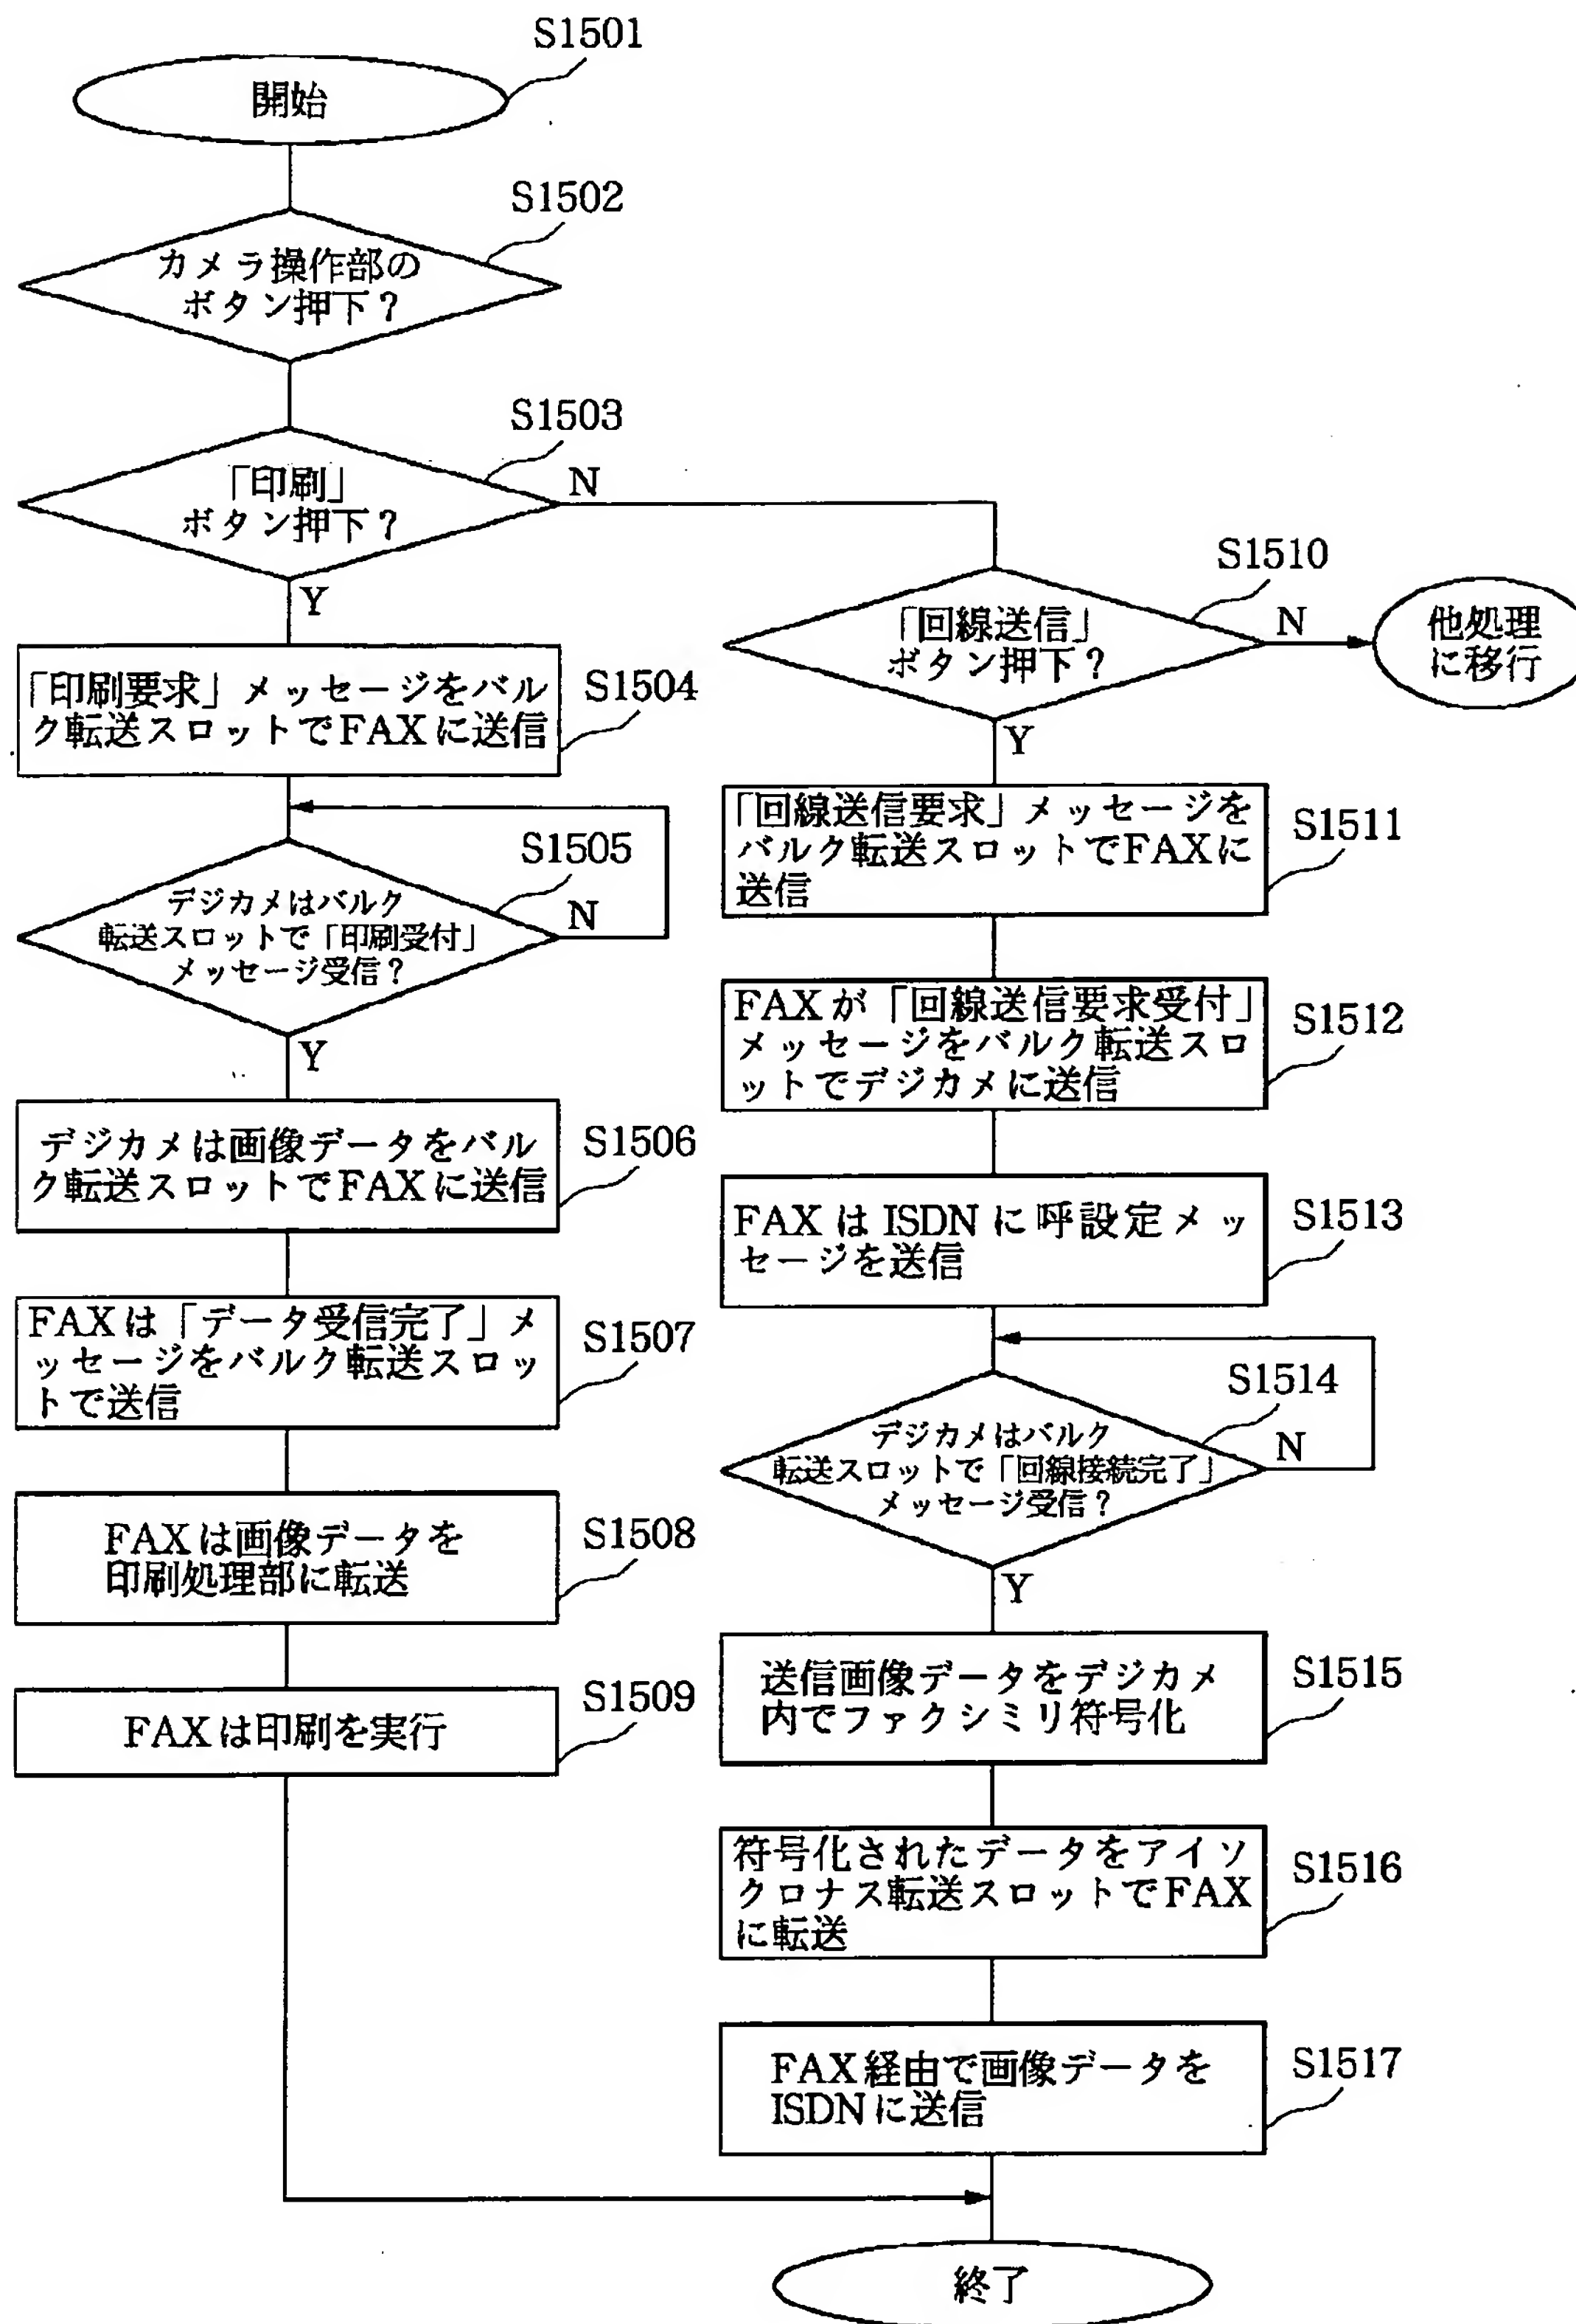 S1501
開始
S1502
カメラ操作部の
ボタン押下？
S1503
「印刷」
ボタン押下？
N
Y
S1504
「印刷要求」メッセージをバル
ク転送スロットでFAXに送信
S1505
デジカメはバルク
転送スロットで「印刷受付」
メッセージ受信？
N
Y
S1506
デジカメは画像データをバル
ク転送スロットでFAXに送信
S1507
FAXは「データ受信完了」メ
ッセージをバルク転送スロッ
トで送信
S1508
FAXは画像データを
印刷処理部に転送
S1509
FAXは印刷を実行
S1510
「回線送信」
ボタン押下？
N
他処理
に移行
Y
S1511
「回線送信要求」メッセージを
バルク転送スロットでFAXに
送信
S1512
FAXが「回線送信要求受付」
メッセージをバルク転送スロ
ットでデジカメに送信
S1513
FAXはISDNに呼設定メッ
セージを送信
S1514
デジカメはバルク
転送スロットで「回線接続完了」
メッセージ受信？
N
Y
S1515
送信画像データをデジカメ
内でファクシミリ符号化
S1516
符号化されたデータをアイソ
クロナス転送スロットでFAX
に転送
S1517
FAX経由で画像データを
ISDNに送信
終了